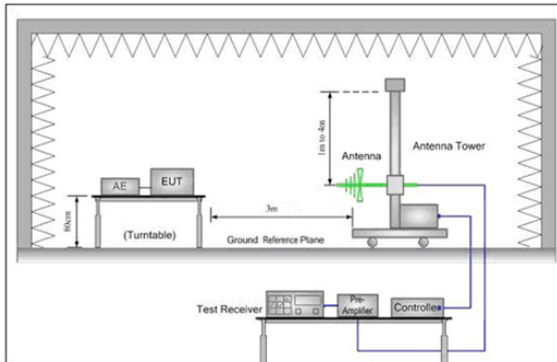 1m to 4m
Antenna
Antenna Tower
AE
EUT
80cm
(Turntable)
3m
Ground Reference Plane
Test Receiver
Pre-
Amplifier
Controller